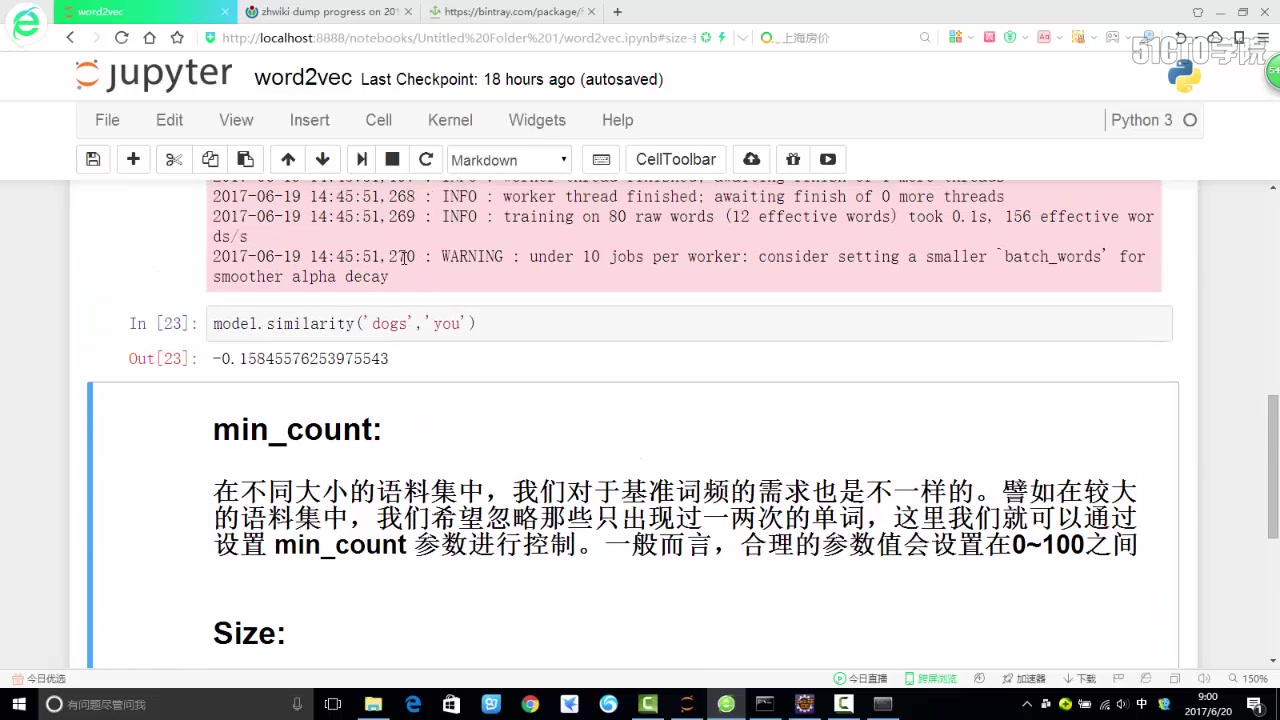 word2vec
zhwiki dump progress on 201
https://bintray.com/package/
http://localhost:8888/notebooks/Untitled%20Folder%201/word2vec.ipynb#size-
上海房价
51CTO学院
jupyter
word2vec
Last Checkpoint: 18 hours ago (autosaved)
File Edit View Insert Cell Kernel Widgets Help
Python 3
Markdown
CellToolbar
2017-06-19 14:45:51,268 : INFO : worker thread finished; awaiting finish of 0 more threads
2017-06-19 14:45:51,269 : INFO : training on 80 raw words (12 effective words) took 0.1s, 156 effective wor
ds/s
2017-06-19 14:45:51,270 : WARNING : under 10 jobs per worker: consider setting a smaller `batch_words' for
smoother alpha decay
In [23]: model.similarity('dogs','you')
Out[23]: -0.15845576253975543
min_count:
在不同大小的语料集中，我们对于基准词频的需求也是不一样的。譬如在较大
的语料集中，我们希望忽略那些只出现过一两次的单词，这里我们就可以通过
设置 min_count 参数进行控制。一般而言，合理的参数值会设置在0~100之间
Size:
今日优选
今日直播
跨屏浏览
加速器
下载
150%
有问题尽管问我
中
9:00
2017/6/20